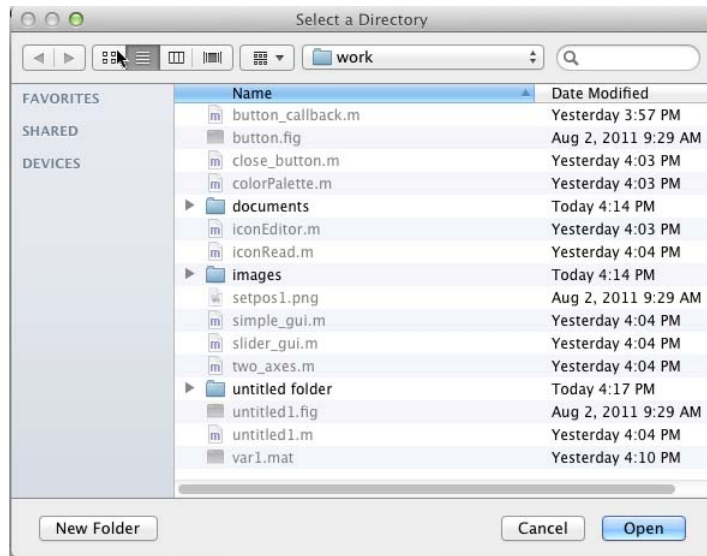 Select a Directory
work
FAVORITES
SHARED
DEVICES
Name Date Modified
m button_callback.m Yesterday 3:57 PM
button.fig Aug 2, 2011 9:29 AM
m close_button.m Yesterday 4:03 PM
m colorPalette.m Yesterday 4:03 PM
documents Today 4:14 PM
m iconEditor.m Yesterday 4:03 PM
m iconRead.m Yesterday 4:04 PM
images Today 4:14 PM
setpos1.png Aug 2, 2011 9:29 AM
m simple_gui.m Yesterday 4:04 PM
m slider_gui.m Yesterday 4:04 PM
m two_axes.m Yesterday 4:04 PM
untitled folder Today 4:17 PM
untitled1.fig Aug 2, 2011 9:29 AM
m untitled1.m Yesterday 4:04 PM
var1.mat Yesterday 4:10 PM
New Folder Cancel Open